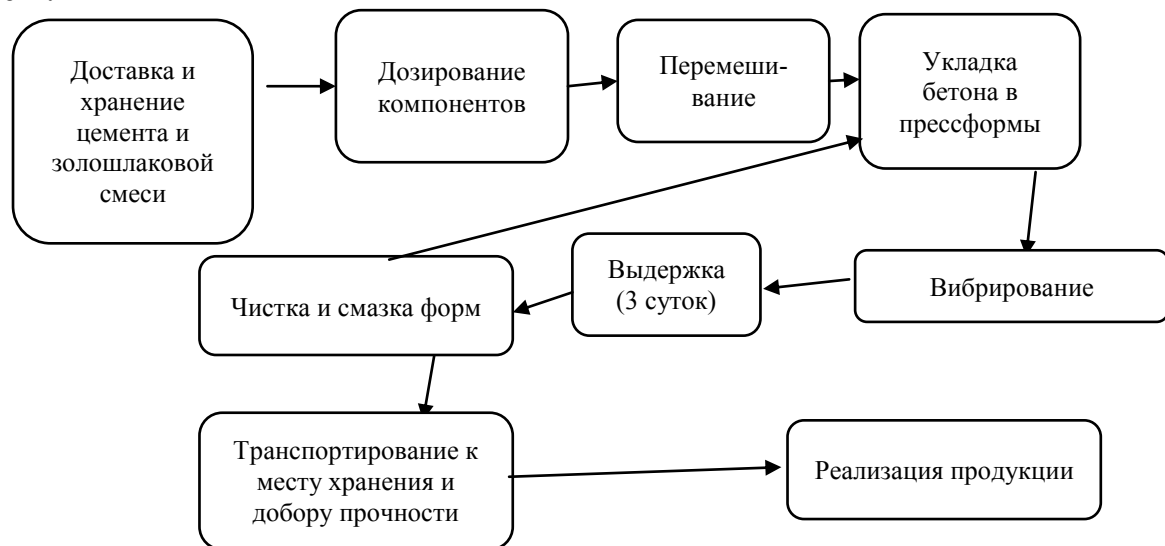 Доставка и
хранение
цемента и
золошлаковой
смеси
Дозирование
компонентов
Перемеши-
вание
Укладка
бетона в
прессформы
Вибрирование
Выдержка
(3 суток)
Чистка и смазка форм
Транспортирование к
месту хранения и
добору прочности
Реализация продукции